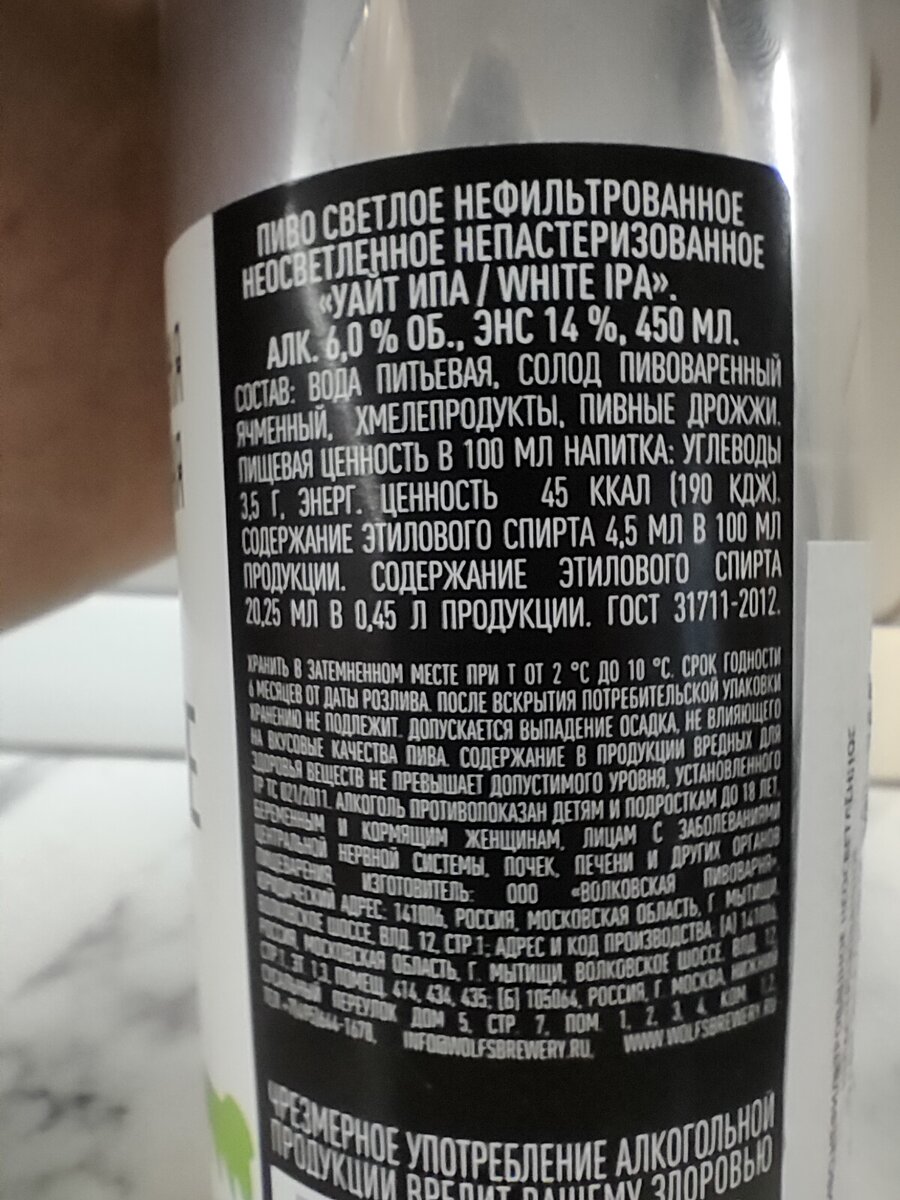 ПИВО СВЕТЛОЕ НЕФИЛЬТРОВАННОЕ
НЕОСВЕТЛЕННОЕ НЕПАСТЕРИЗОВАННОЕ
«УАЙТ ИПА / WHITE IPA».
АЛК. 6,0 % ОБ., ЭНС 14 %, 450 МЛ.
СОСТАВ: ВОДА ПИТЬЕВАЯ, СОЛОД ПИВОВАРЕННЫЙ
ЯЧМЕННЫЙ, ХМЕЛЕПРОДУКТЫ, ПИВНЫЕ ДРОЖЖИ.
ПИЩЕВАЯ ЦЕННОСТЬ В 100 МЛ НАПИТКА: УГЛЕВОДЫ
3,5 Г, ЭНЕРГ. ЦЕННОСТЬ 45 ККАЛ (190 КДЖ).
СОДЕРЖАНИЕ ЭТИЛОВОГО СПИРТА 4,5 МЛ В 100 МЛ
ПРОДУКЦИИ. СОДЕРЖАНИЕ ЭТИЛОВОГО СПИРТА
20,25 МЛ В 0,45 Л ПРОДУКЦИИ. ГОСТ 31711-2012.
ХРАНИТЬ В ЗАТЕМНЕННОМ МЕСТЕ ПРИ Т ОТ 2 °С ДО 10 °С. СРОК ГОДНОСТИ
6 МЕСЯЦЕВ ОТ ДАТЫ РОЗЛИВА. ПОСЛЕ ВСКРЫТИЯ ПОТРЕБИТЕЛЬСКОЙ УПАКОВКИ
ХРАНЕНИЮ НЕ ПОДЛЕЖИТ. ДОПУСКАЕТСЯ ВЫПАДЕНИЕ ОСАДКА, НЕ ВЛИЯЮЩЕГО
НА ВКУСОВЫЕ КАЧЕСТВА ПИВА. СОДЕРЖАНИЕ В ПРОДУКЦИИ ВРЕДНЫХ ДЛЯ
ЗДОРОВЬЯ ВЕЩЕСТВ НЕ ПРЕВЫШАЕТ ДОПУСТИМОГО УРОВНЯ, УСТАНОВЛЕННОГО
ТР ТС 021/2011. АЛКОГОЛЬ ПРОТИВОПОКАЗАН ДЕТЯМ И ПОДРОСТКАМ ДО 18 ЛЕТ,
БЕРЕМЕННЫМ И КОРМЯЩИМ ЖЕНЩИНАМ, ЛИЦАМ С ЗАБОЛЕВАНИЯМИ
ЦЕНТРАЛЬНОЙ НЕРВНОЙ СИСТЕМЫ, ПОЧЕК, ПЕЧЕНИ И ДРУГИХ ОРГАНОВ
ПИЩЕВАРЕНИЯ. ИЗГОТОВИТЕЛЬ: ООО «ВОЛКОВСКАЯ ПИВОВАРНЯ».
ЮРИДИЧЕСКИЙ АДРЕС: 141006, РОССИЯ, МОСКОВСКАЯ ОБЛАСТЬ, Г. МЫТИЩИ,
ВОЛКОВСКОЕ ШОССЕ, ВЛД. 12, СТР 1; АДРЕС И КОД ПРОИЗВОДСТВА: (А) 141006,
РОССИЯ, МОСКОВСКАЯ ОБЛАСТЬ, Г. МЫТИЩИ, ВОЛКОВСКОЕ ШОССЕ, ВЛД. 12,
СТР 1, ЭТ. 1,3, ПОМЕЩ. 414, 434, 435; (Б) 105064, РОССИЯ, Г. МОСКВА, НИЖНИЙ
СУСАЛЬНЫЙ ПЕРЕУЛОК ДОМ 5, СТР. 7, ПОМ 1, 2, 3, 4, КОМ. 1,2.
INFO@WOLFSBREWERY.RU, WWW.WOLFSBREWERY.RU
ЧРЕЗМЕРНОЕ УПОТРЕБЛЕНИЕ АЛКОГОЛЬНОЙ
ПРОДУКЦИИ ВРЕДИТ ВАШЕМУ ЗДОРОВЬЮ